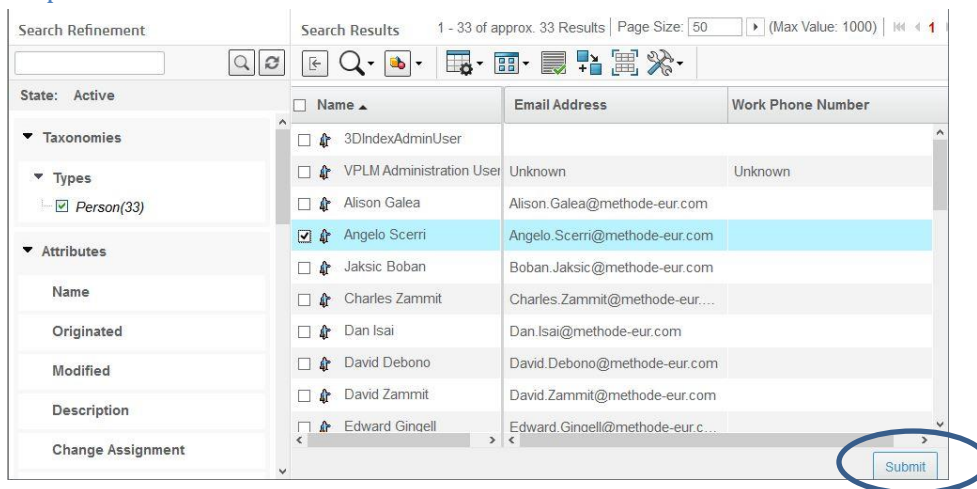 Search Refinement
Search Results 1 - 33 of approx. 33 Results Page Size: 50 (Max Value: 1000) 1
State: Active
Name Email Address Work Phone Number
Taxonomies
Types
Person(33)
Attributes
Name
Originated
Modified
Description
Change Assignment
3DIndexAdminUser
VPLM Administration User Unknown Unknown
Alison Galea Alison.Galea@methode-eur.com
Angelo Scerri Angelo.Scerri@methode-eur.com
Jaksic Boban Boban.Jaksic@methode-eur.com
Charles Zammit Charles.Zammit@methode-eur....
Dan Isai Dan.Isai@methode-eur.com
David Debono David.Debono@methode-eur.com
David Zammit David.Zammit@methode-eur.com
Edward Gingell Edward.Gingell@methode-eur.c...
Submit